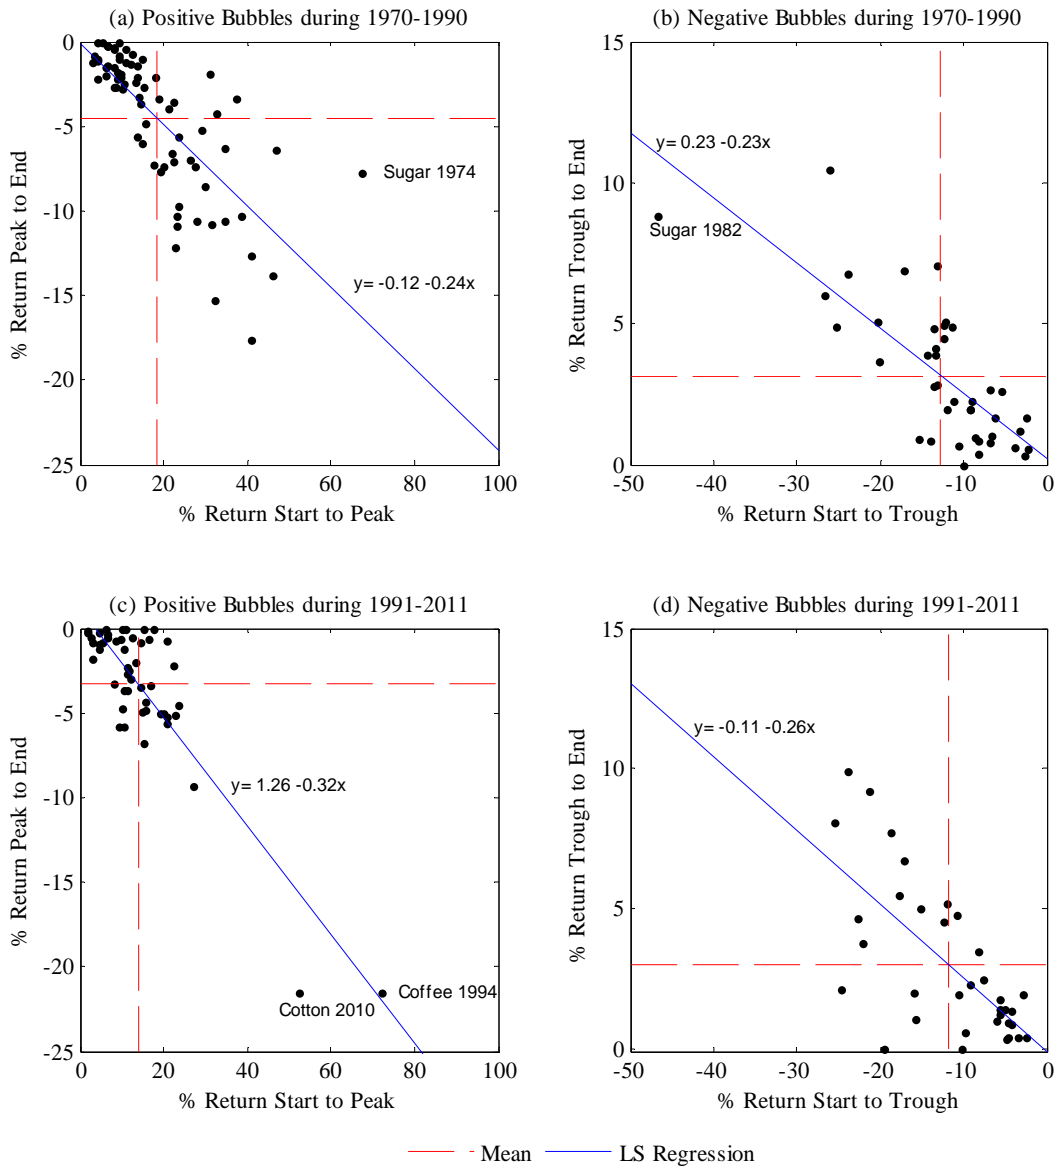 (a) Positive Bubbles during 1970-1990
0
-5
-10
-15
-20
-25
0 20 40 60 80 100
% Return Peak to End
% Return Start to Peak
Sugar 1974
y= -0.12 -0.24x
(b) Negative Bubbles during 1970-1990
15
10
5
0
-50 -40 -30 -20 -10 0
% Return Trough to End
% Return Start to Trough
y= 0.23 -0.23x
Sugar 1982
(c) Positive Bubbles during 1991-2011
0
-5
-10
-15
-20
-25
0 20 40 60 80 100
% Return Peak to End
% Return Start to Peak
y= 1.26 -0.32x
Coffee 1994
Cotton 2010
(d) Negative Bubbles during 1991-2011
15
10
5
0
-50 -40 -30 -20 -10 0
% Return Trough to End
% Return Start to Trough
y= -0.11 -0.26x
Mean LS Regression